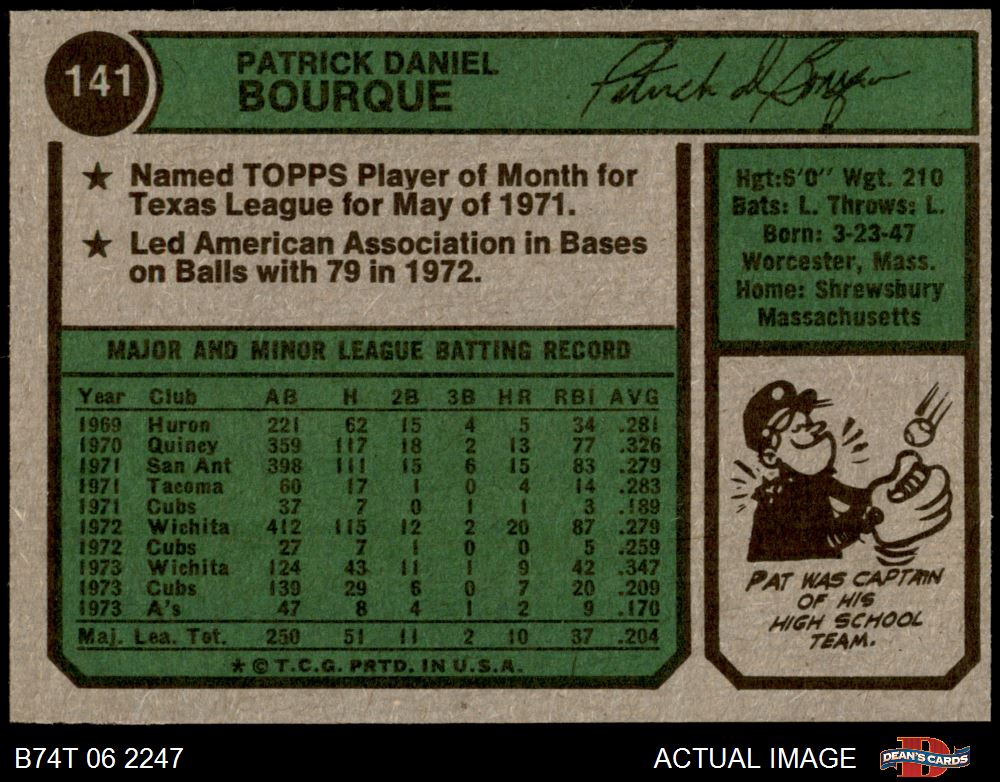 141
PATRICK DANIEL
BOURQUE
Patrick D Bourque
★ Named TOPPS Player of Month for
Texas League for May of 1971.
★ Led American Association in Bases
on Balls with 79 in 1972.
Hgt:6'0" Wgt. 210
Bats: L. Throws: L.
Born: 3-23-47
Worcester, Mass.
Home: Shrewsbury
Massachusetts
MAJOR AND MINOR LEAGUE BATTING RECORD
Year Club AB H 2B 3B HR RBI AVG
1969 Huron 221 62 15 4 5 34 .281
1970 Quincy 359 117 18 2 13 77 .326
1971 San Ant 398 111 15 6 15 83 .279
1971 Tacoma 60 17 1 0 4 14 .283
1971 Cubs 37 7 0 1 1 3 .189
1972 Wichita 412 115 12 2 20 87 .279
1972 Cubs 27 7 1 0 0 5 .259
1973 Wichita 124 43 11 1 9 42 .347
1973 Cubs 139 29 6 0 7 20 .209
1973 A's 47 8 4 1 2 9 .170
Maj. Lea. Tot. 250 51 11 2 10 37 .204
★ © T.C.G. PRTD. IN U.S.A.
PAT WAS CAPTAIN
OF HIS
HIGH SCHOOL
TEAM.
B74T 06 2247
ACTUAL IMAGE
D
DEAN'S CARDS